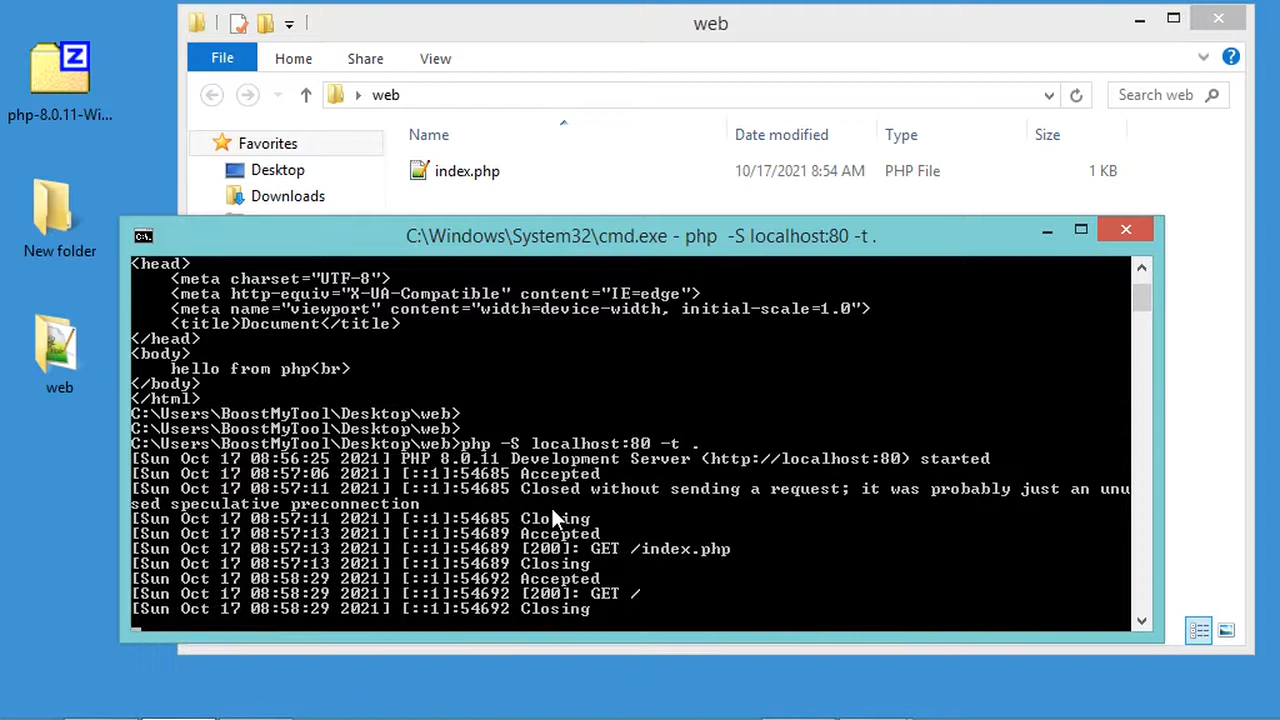 web
File
Home
Share
View
web
Search web
Name
Date modified
Type
Size
Favorites
index.php
10/17/2021 8:54 AM
PHP File
1 KB
Desktop
Downloads
php-8.0.11-Wi...
New folder
web
C:\Windows\System32\cmd.exe - php  -S localhost:80 -t .
<head>
    <meta charset="UTF-8">
    <meta http-equiv="X-UA-Compatible" content="IE=edge">
    <meta name="viewport" content="width=device-width, initial-scale=1.0">
    <title>Document</title>
</head>
<body>
    hello from php<br>
</body>
</html>
C:\Users\BoostMyTool\Desktop\web>
C:\Users\BoostMyTool\Desktop\web>
C:\Users\BoostMyTool\Desktop\web>php -S localhost:80 -t .
[Sun Oct 17 08:56:25 2021] PHP 8.0.11 Development Server (http://localhost:80) started
[Sun Oct 17 08:57:06 2021] [::1]:54685 Accepted
[Sun Oct 17 08:57:11 2021] [::1]:54685 Closed without sending a request; it was probably just an unu
sed speculative preconnection
[Sun Oct 17 08:57:11 2021] [::1]:54685 Closing
[Sun Oct 17 08:57:13 2021] [::1]:54689 Accepted
[Sun Oct 17 08:57:13 2021] [::1]:54689 [200]: GET /index.php
[Sun Oct 17 08:57:13 2021] [::1]:54689 Closing
[Sun Oct 17 08:58:29 2021] [::1]:54692 Accepted
[Sun Oct 17 08:58:29 2021] [::1]:54692 [200]: GET /
[Sun Oct 17 08:58:29 2021] [::1]:54692 Closing